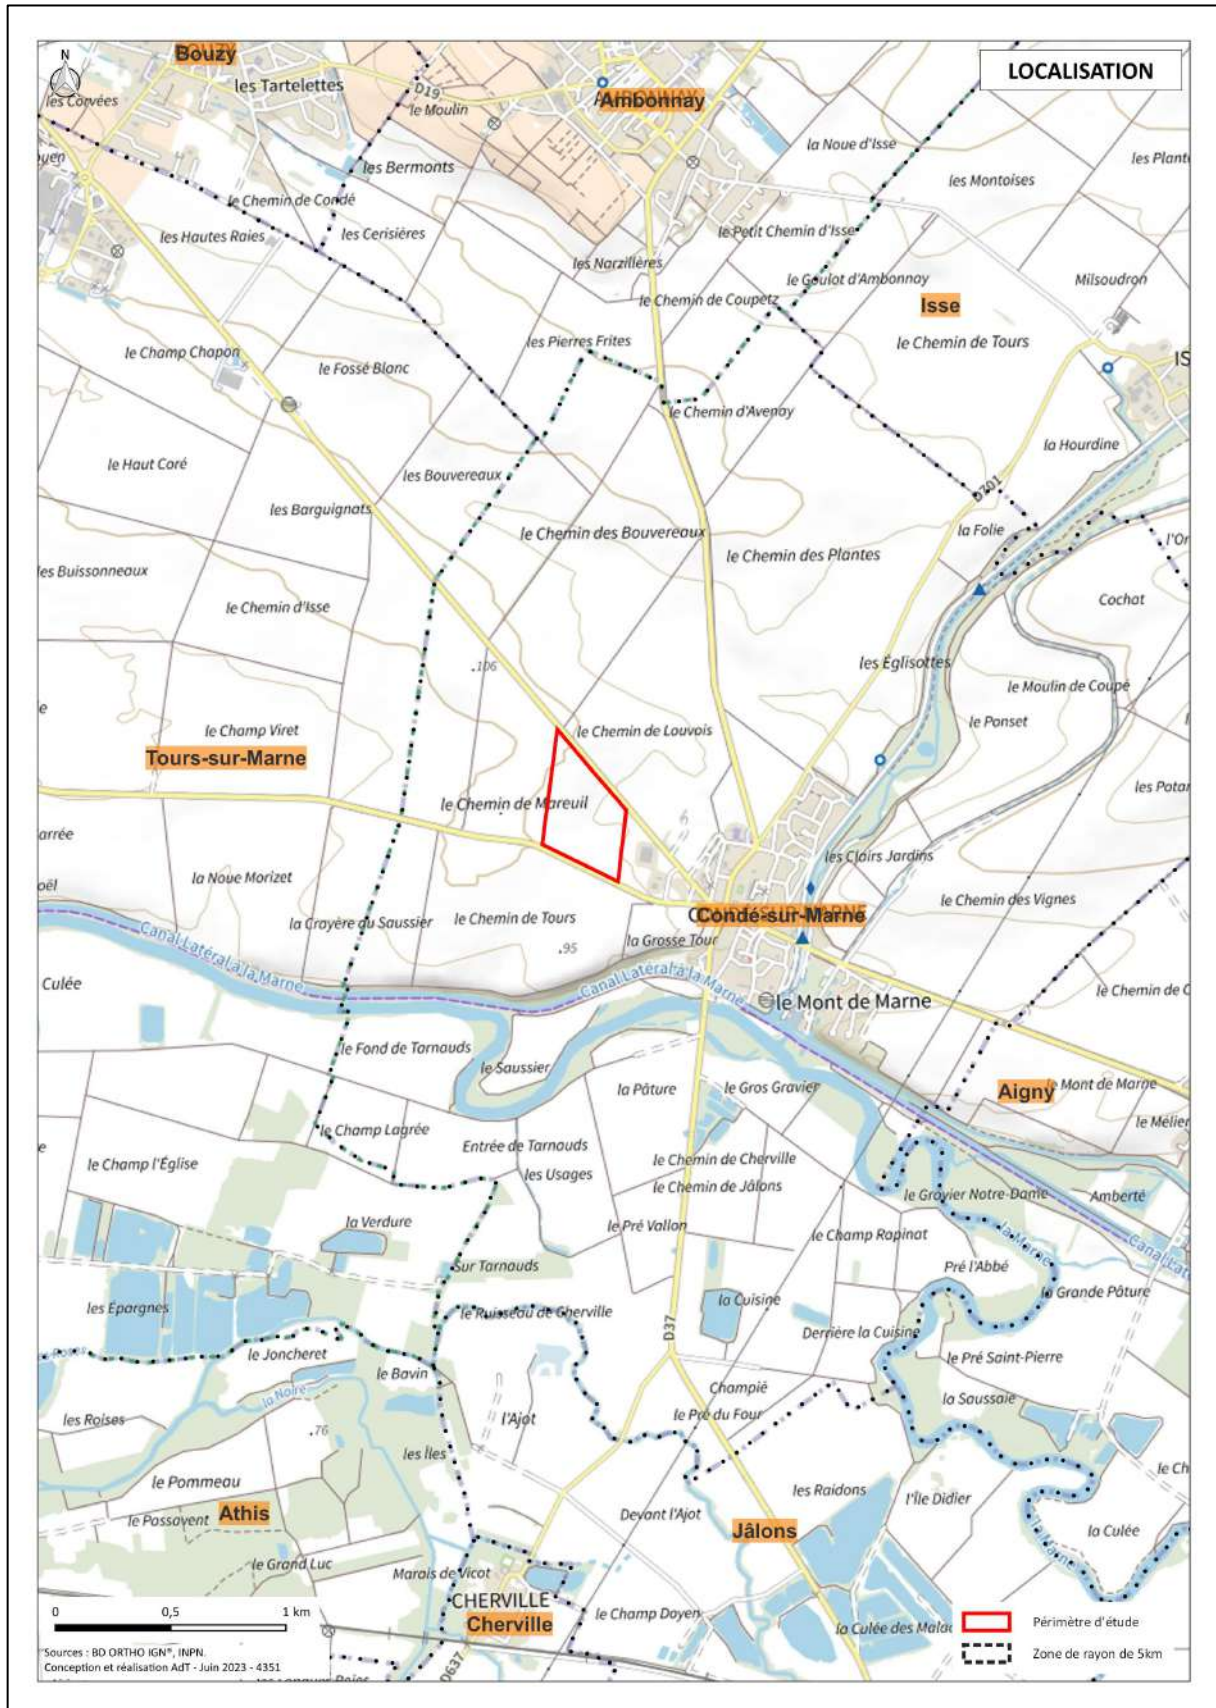 LOCALISATION
N
Bouzy
les Tartelettes
Ambonnay
les Corvées
D19
le Moulin
la Noue d'Isse
les Bermonts
les Montoises
le Chemin de Condé
les Hautes Raies
les Cerisières
le Petit Chemin d'Isse
les Narzillères
le Goulot d'Ambonnay
Milsoudron
le Chemin de Coupetz
Isse
le Champ Chapon
les Pierres Frites
le Chemin de Tours
le Fossé Blanc
le Chemin d'Avenay
la Hourdine
le Haut Coré
les Bouvereaux
D201
les Barguignats
le Chemin des Bouvereaux
la Folie
le Chemin des Plantes
les Buissonneaux
le Chemin d'Isse
Cochat
.106
les Églisottes
le Moulin de Coupé
le Champ Viret
le Chemin de Louvois
le Ponset
Tours-sur-Marne
le Chemin de Mareuil
les Clairs Jardins
la Noue Morizet
le Chemin des Vignes
la Crayère du Saussier
le Chemin de Tours
Condé-sur-Marne
la Grosse Tour
.95
Canal Latéral à la Marne
Canal Latéral à la Marne
Culée
le Mont de Marne
le Fond de Tarnauds
le Saussier
la Pâture
le Gros Gravier
Aigny
le Mont de Marne
le Champ Lagrée
Entrée de Tarnauds
le Champ l'Église
les Usages
le Chemin de Cherville
le Chemin de Jâlons
le Gravier Notre-Dame
Amberté
la Verdure
le Pré Vallon
le Champ Rapinat
la Marne
Canal Laté
Sur Tarnauds
Pré l'Abbé
les Épargnes
la Cuisine
la Grande Pâture
le Ruisseau de Cherville
D37
Derrière la Cuisine
le Joncheret
le Bavin
le Pré Saint-Pierre
la Noire
Champié
la Saussaie
les Roises
l'Ajot
le Pré du Four
.76
les Îles
le Pommeau
les Raidons
l'Île Didier
le Passavent
Athis
Devant l'Ajot
Jâlons
la Culée
le Grand Luc
Marais de Vicot
la Marne
CHERVILLE
Cherville
le Champ Doyen
la Culée des Malad
0 0,5 1 km
Périmètre d'étude
Zone de rayon de 5km
D637
Sources : BD ORTHO IGN®, INPN.
Conception et réalisation AdT - Juin 2023 - 4351